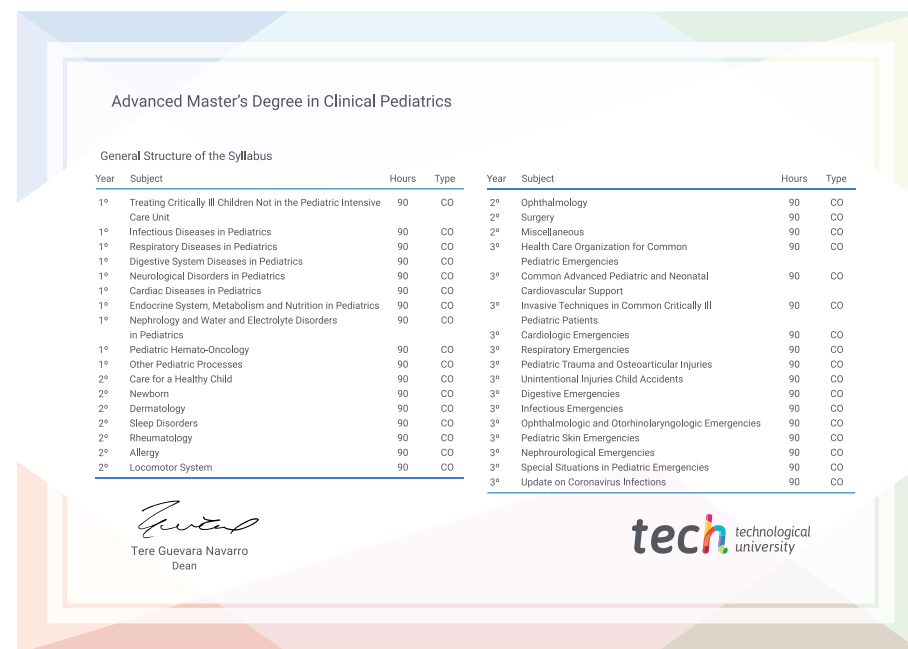 Advanced Master's Degree in Clinical Pediatrics
General Structure of the Syllabus
Year Subject Hours Type
1º Treating Critically Ill Children Not in the Pediatric Intensive 90 CO
Care Unit
1º Infectious Diseases in Pediatrics 90 CO
1º Respiratory Diseases in Pediatrics 90 CO
1º Digestive System Diseases in Pediatrics 90 CO
1º Neurological Disorders in Pediatrics 90 CO
1º Cardiac Diseases in Pediatrics 90 CO
1º Endocrine System, Metabolism and Nutrition in Pediatrics 90 CO
1º Nephrology and Water and Electrolyte Disorders 90 CO
in Pediatrics
1º Pediatric Hemato-Oncology 90 CO
1º Other Pediatric Processes 90 CO
2º Care for a Healthy Child 90 CO
2º Newborn 90 CO
2º Dermatology 90 CO
2º Sleep Disorders 90 CO
2º Rheumatology 90 CO
2º Allergy 90 CO
2º Locomotor System 90 CO
Year Subject Hours Type
2º Ophthalmology 90 CO
2º Surgery 90 CO
2º Miscellaneous 90 CO
3º Health Care Organization for Common 90 CO
Pediatric Emergencies
3º Common Advanced Pediatric and Neonatal 90 CO
Cardiovascular Support
3º Invasive Techniques in Common Critically Ill 90 CO
Pediatric Patients
3º Cardiologic Emergencies 90 CO
3º Respiratory Emergencies 90 CO
3º Pediatric Trauma and Osteoarticular Injuries 90 CO
3º Unintentional Injuries Child Accidents 90 CO
3º Digestive Emergencies 90 CO
3º Infectious Emergencies 90 CO
3º Ophthalmologic and Otorhinolaryngologic Emergencies 90 CO
3º Pediatric Skin Emergencies 90 CO
3º Nephrourological Emergencies 90 CO
3º Special Situations in Pediatric Emergencies 90 CO
3º Update on Coronavirus Infections 90 CO
Tere Guevara Navarro
Dean
tech technological
university